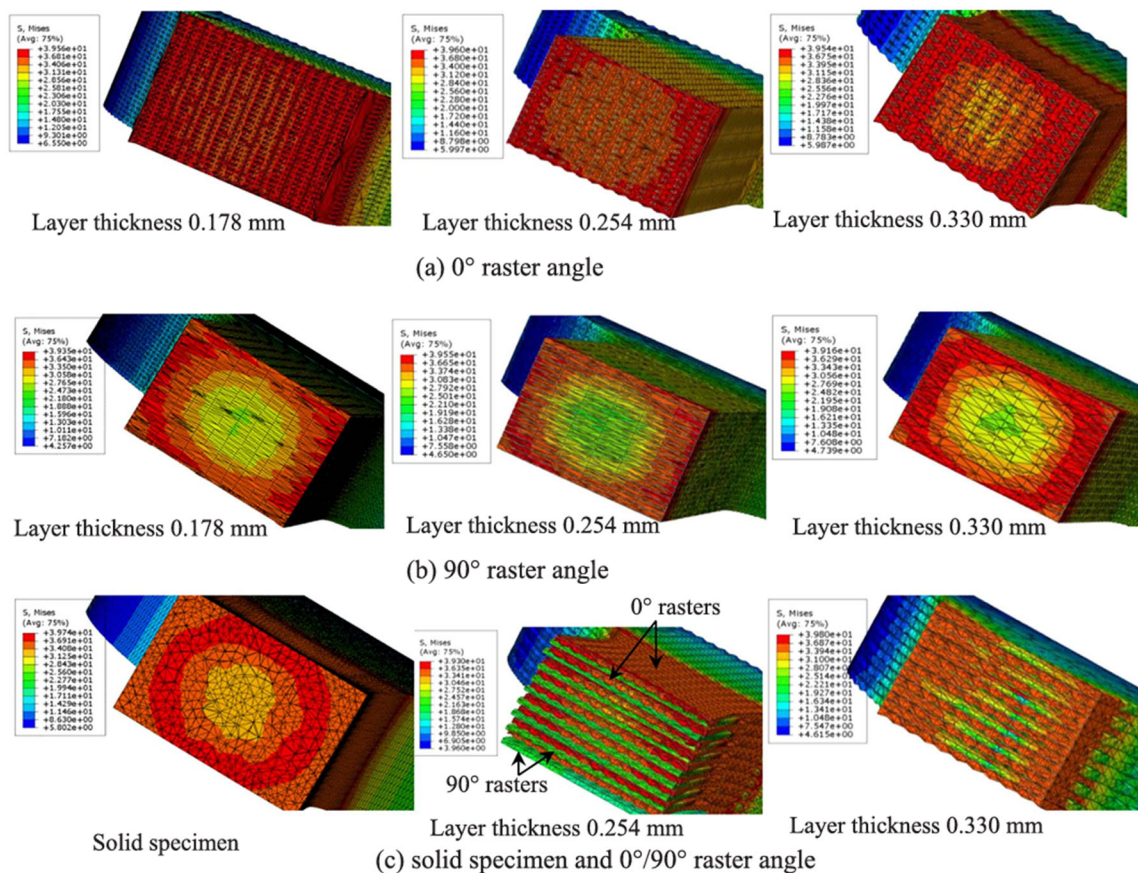 S, Mises
(Avg: 75%)
+3.956e+01
+3.681e+01
+3.406e+01
+3.131e+01
+2.856e+01
+2.581e+01
+2.306e+01
+2.030e+01
+1.755e+01
+1.480e+01
+1.205e+01
+9.301e+00
+6.550e+00
Layer thickness 0.178 mm
S, Mises
(Avg: 75%)
+3.960e+01
+3.680e+01
+3.400e+01
+3.120e+01
+2.840e+01
+2.560e+01
+2.280e+01
+2.000e+01
+1.720e+01
+1.440e+01
+1.160e+01
+8.798e+00
+5.997e+00
Layer thickness 0.254 mm
S, Mises
(Avg: 75%)
+3.954e+01
+3.675e+01
+3.395e+01
+3.115e+01
+2.836e+01
+2.556e+01
+2.276e+01
+1.997e+01
+1.717e+01
+1.438e+01
+1.158e+01
+8.783e+00
+5.987e+00
Layer thickness 0.330 mm
(a) 0° raster angle
S, Mises
(Avg: 75%)
+3.935e+01
+3.643e+01
+3.350e+01
+3.058e+01
+2.765e+01
+2.473e+01
+2.180e+01
+1.888e+01
+1.596e+01
+1.303e+01
+1.011e+01
+7.182e+00
+4.257e+00
Layer thickness 0.178 mm
S, Mises
(Avg: 75%)
+3.955e+01
+3.665e+01
+3.374e+01
+3.083e+01
+2.792e+01
+2.501e+01
+2.210e+01
+1.919e+01
+1.628e+01
+1.338e+01
+1.047e+01
+7.558e+00
+4.650e+00
Layer thickness 0.254 mm
S, Mises
(Avg: 75%)
+3.916e+01
+3.629e+01
+3.343e+01
+3.056e+01
+2.769e+01
+2.482e+01
+2.195e+01
+1.908e+01
+1.621e+01
+1.335e+01
+1.048e+01
+7.608e+00
+4.739e+00
Layer thickness 0.330 mm
(b) 90° raster angle
S, Mises
(Avg: 75%)
+3.974e+01
+3.691e+01
+3.408e+01
+3.125e+01
+2.843e+01
+2.560e+01
+2.277e+01
+1.994e+01
+1.711e+01
+1.429e+01
+1.146e+01
+8.630e+00
+5.802e+00
Solid specimen
0° rasters
S, Mises
(Avg: 75%)
+3.930e+01
+3.635e+01
+3.341e+01
+3.046e+01
+2.752e+01
+2.457e+01
+2.163e+01
+1.868e+01
+1.574e+01
+1.280e+01
+9.850e+00
+6.905e+00
+3.960e+00
90° rasters
Layer thickness 0.254 mm
S, Mises
(Avg: 75%)
+3.980e+01
+3.687e+01
+3.394e+01
+3.100e+01
+2.807e+01
+2.514e+01
+2.221e+01
+1.927e+01
+1.634e+01
+1.341e+01
+1.048e+01
+7.547e+00
+4.615e+00
Layer thickness 0.330 mm
(c) solid specimen and 0°/90° raster angle